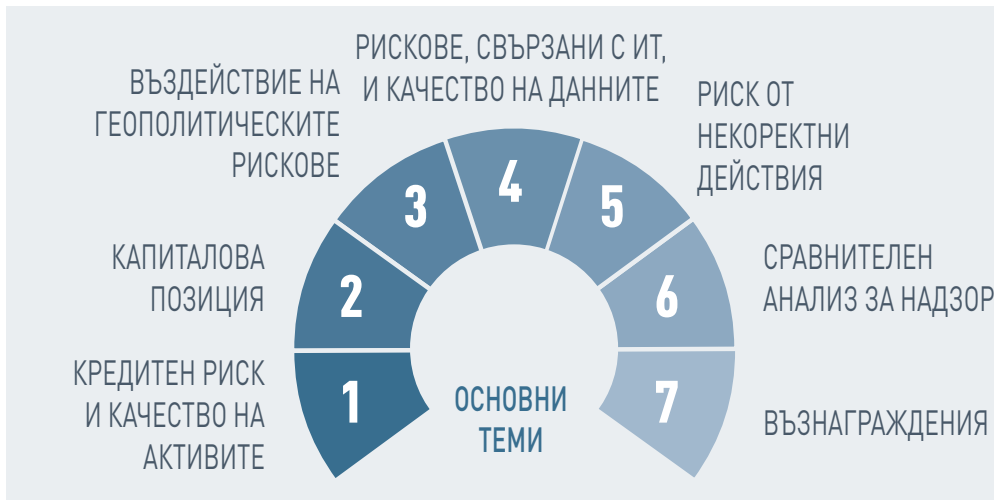 КРЕДИТЕН РИСК
И КАЧЕСТВО НА
АКТИВИТЕ
1
КАПИТАЛОВА
ПОЗИЦИЯ
2
ВЪЗДЕЙСТВИЕ НА
ГЕОПОЛИТИЧЕСКИТЕ
РИСКОВЕ
3
РИСКОВЕ, СВЪРЗАНИ С ИТ,
И КАЧЕСТВО НА ДАННИТЕ
4
РИСК ОТ
НЕКОРЕКТНИ
ДЕЙСТВИЯ
5
СРАВНИТЕЛЕН
АНАЛИЗ ЗА НАДЗОР
6
ВЪЗНАГРАЖДЕНИЯ
7
ОСНОВНИ
ТЕМИ